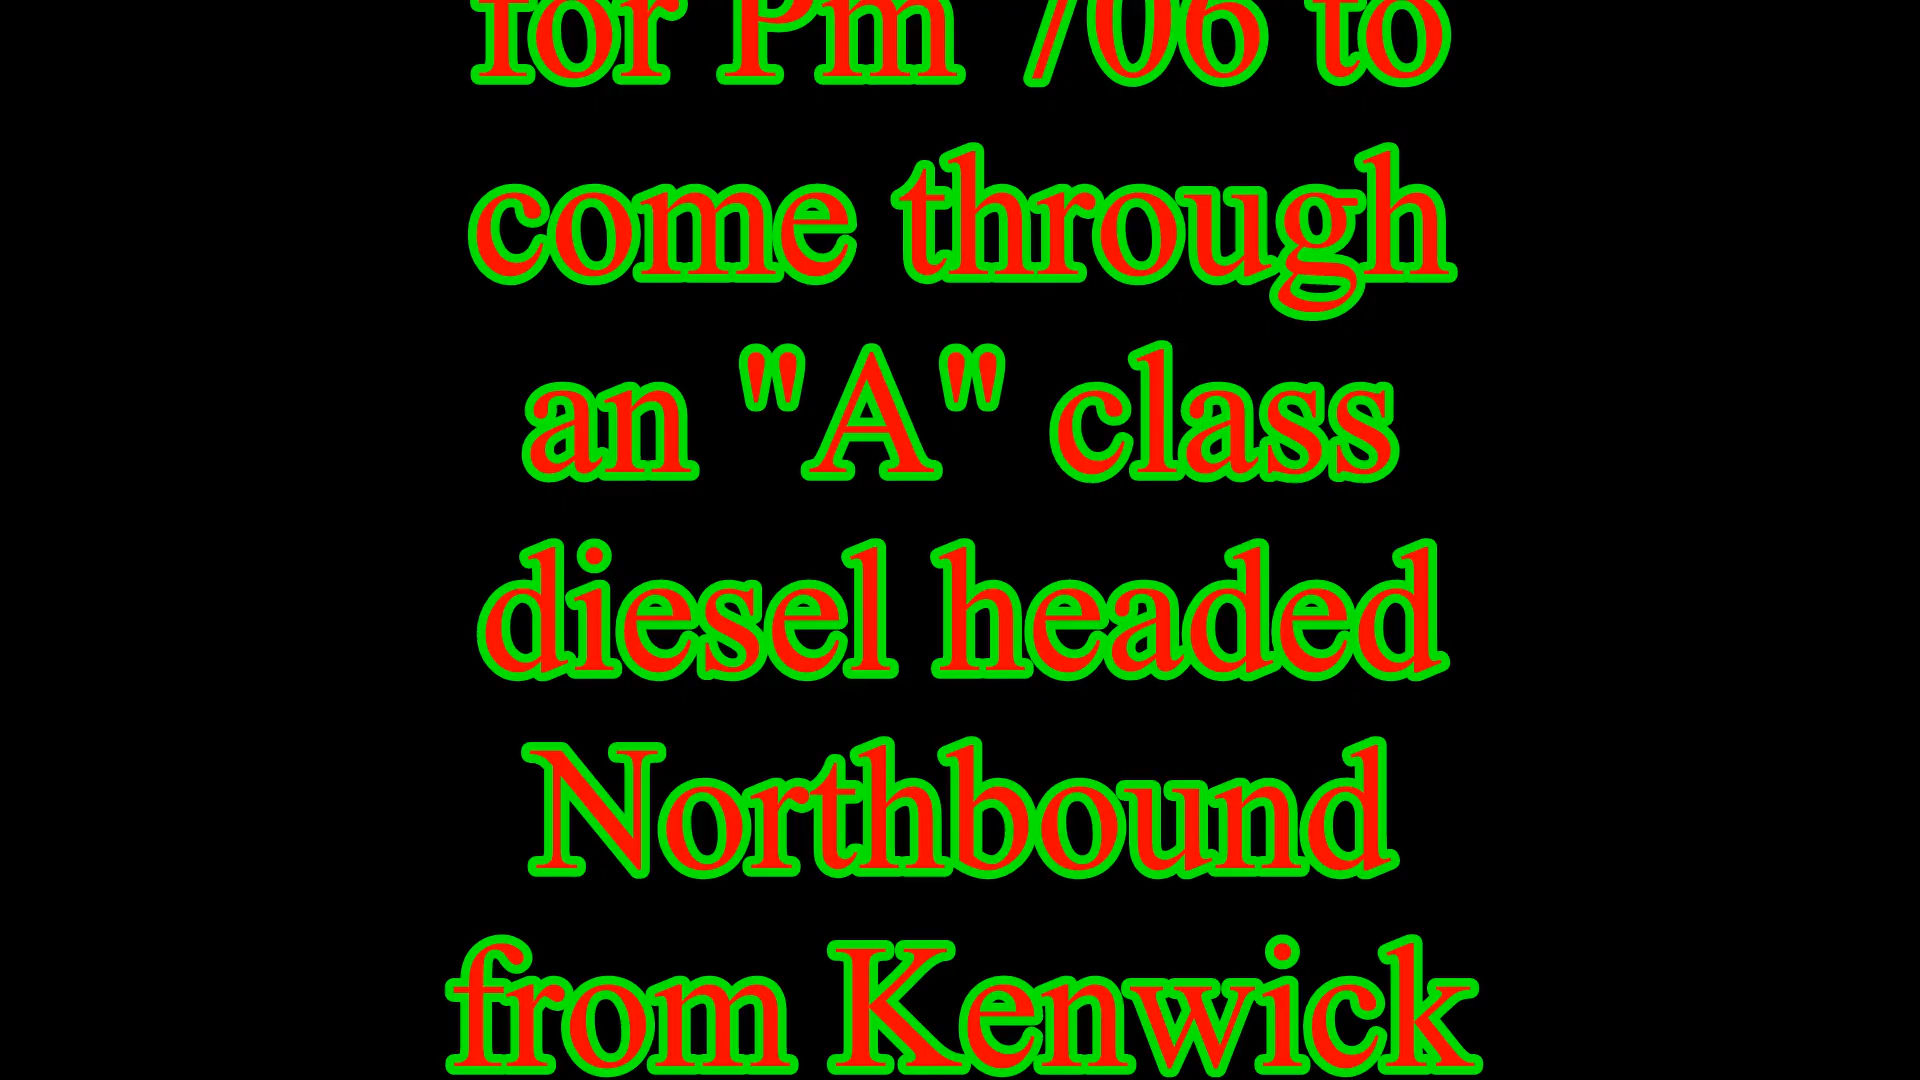 for Pm 706 to
come through
an "A" class
diesel headed
Northbound
from Kenwick